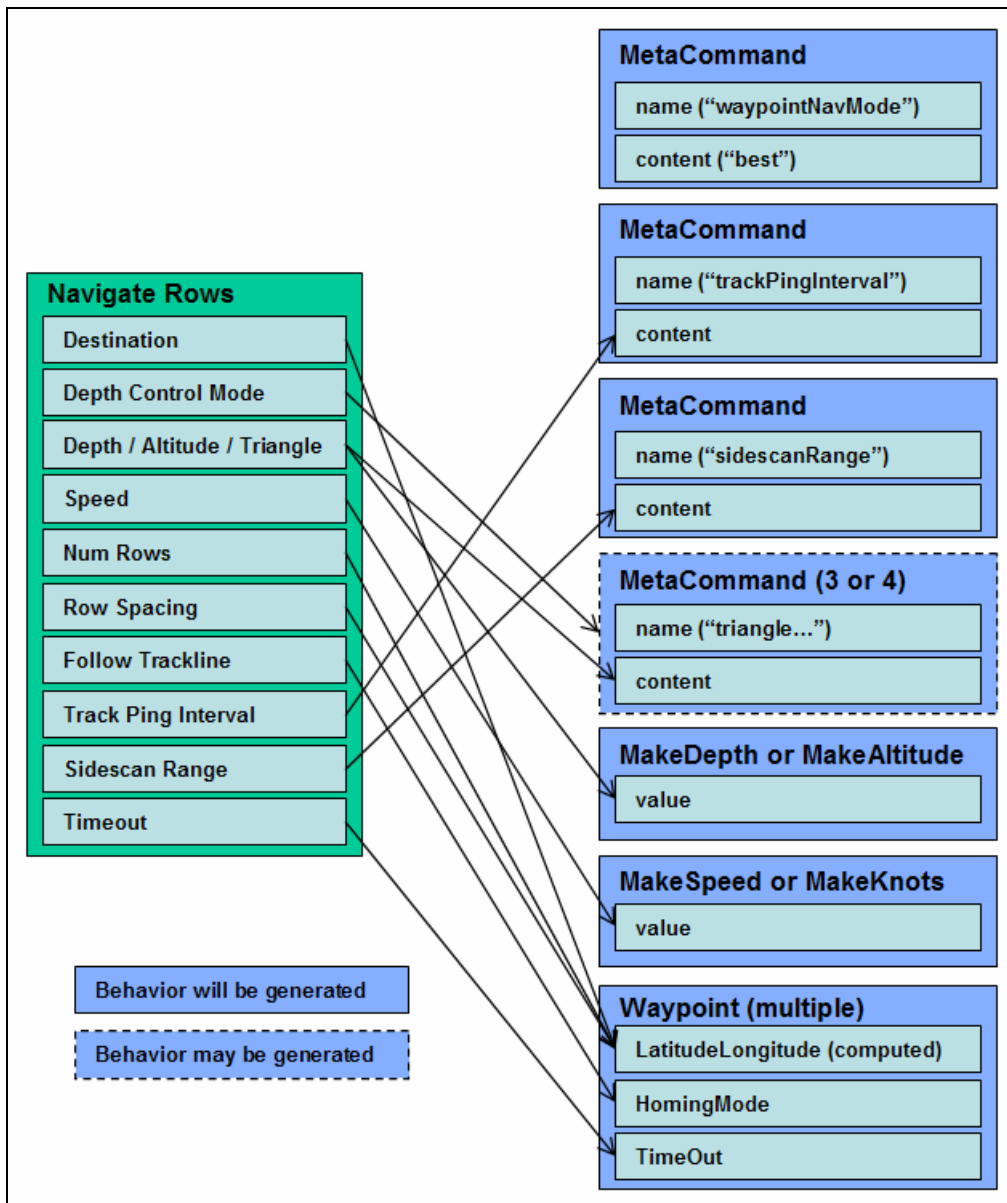 Navigate Rows
Destination
Depth Control Mode
Depth / Altitude / Triangle
Speed
Num Rows
Row Spacing
Follow Trackline
Track Ping Interval
Sidescan Range
Timeout
Behavior will be generated
Behavior may be generated
MetaCommand
name (“waypointNavMode”)
content (“best”)
MetaCommand
name (“trackPingInterval”)
content
MetaCommand
name (“sidescanRange”)
content
MetaCommand (3 or 4)
name (“triangle…”)
content
MakeDepth or MakeAltitude
value
MakeSpeed or MakeKnots
value
Waypoint (multiple)
LatitudeLongitude (computed)
HomingMode
TimeOut